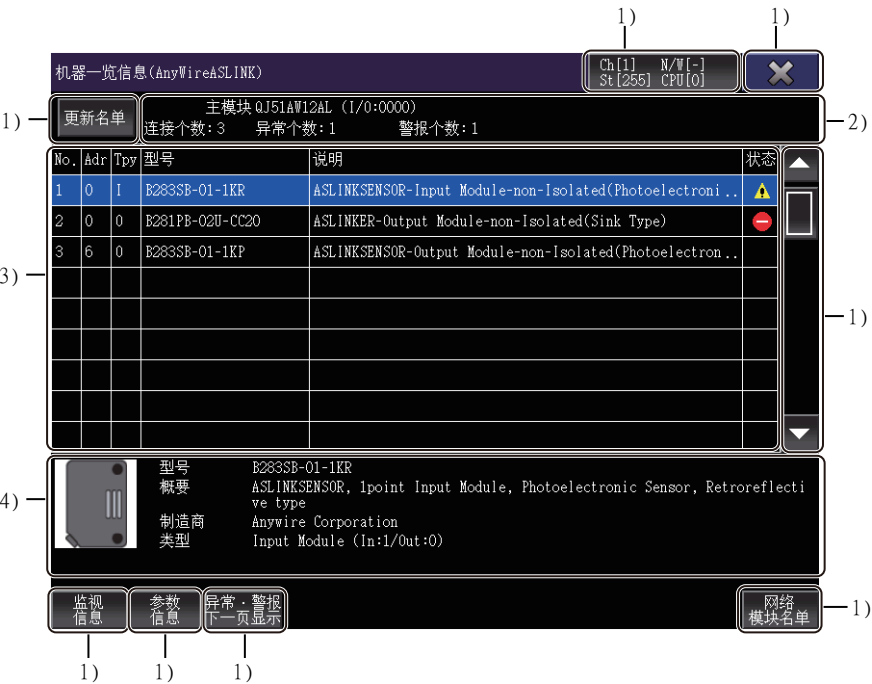 1) 1)
机器一览信息(AnyWireASLINK) Ch[1] N/W[-]
St[255] CPU[0]
1) 更新名单 主模块 QJ51AW12AL (I/O:0000)
连接个数:3 异常个数:1 警报个数:1 2)
No. Adr Tpy 型号 说明 状态
1 0 I B283SB-01-1KR ASLINKSENSOR-Input Module-non-Isolated(Photoelectroni..
2 0 O B281PB-02U-CC20 ASLINKER-Output Module-non-Isolated(Sink Type)
3 6 O B283SB-01-1KP ASLINKSENSOR-Output Module-non-Isolated(Photoelectron..
3)
1)
4)
型号 B283SB-01-1KR
概要 ASLINKSENSOR, 1point Input Module, Photoelectronic Sensor, Retroreflecti
ve type
制造商 Anywire Corporation
类型 Input Module (In:1/Out:0)
监视
信息
参数
信息
异常·警报
下一页显示
网络
模块名单
1)
1) 1) 1)